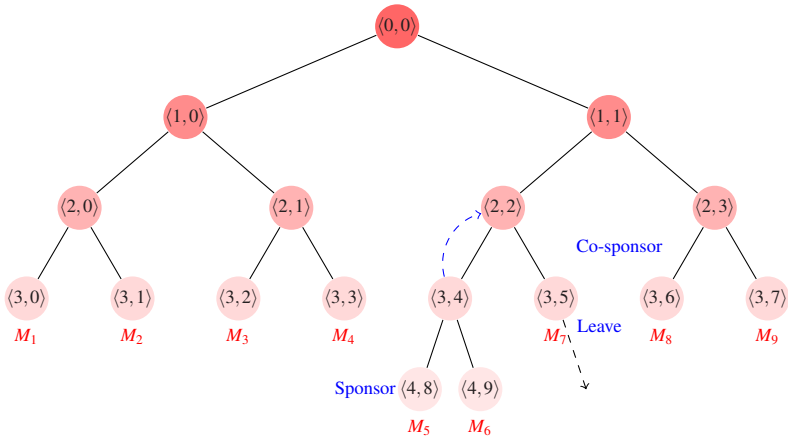 ⟨0,0⟩
⟨1,0⟩ ⟨1,1⟩
⟨2,0⟩ ⟨2,1⟩ ⟨2,2⟩ ⟨2,3⟩
Co-sponsor
⟨3,0⟩ ⟨3,1⟩ ⟨3,2⟩ ⟨3,3⟩ ⟨3,4⟩ ⟨3,5⟩ ⟨3,6⟩ ⟨3,7⟩
Leave
M₁ M₂ M₃ M₄ M₇ M₈ M₉
Sponsor ⟨4,8⟩ ⟨4,9⟩
M₅ M₆